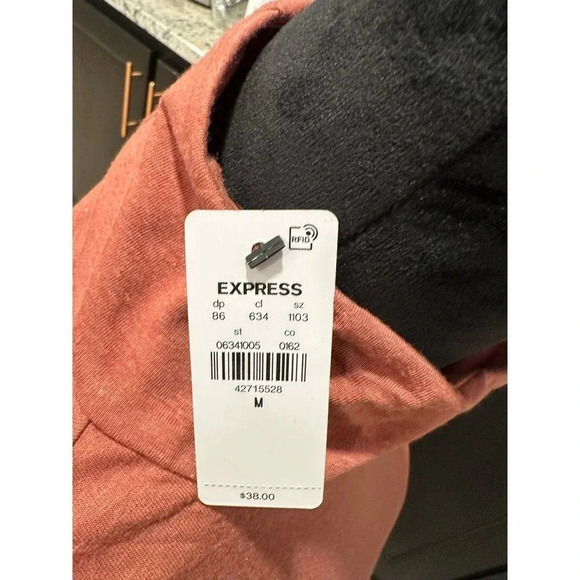 RFID
EXPRESS
dp cl sz
86 634 1103
st co
06341005 0162
42715528
M
$38.00